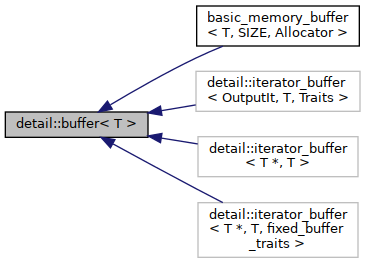 basic_memory_buffer
< T, SIZE, Allocator >
detail::iterator_buffer
< OutputIt, T, Traits >
detail::buffer< T >
detail::iterator_buffer
< T *, T >
detail::iterator_buffer
< T *, T, fixed_buffer
_traits >